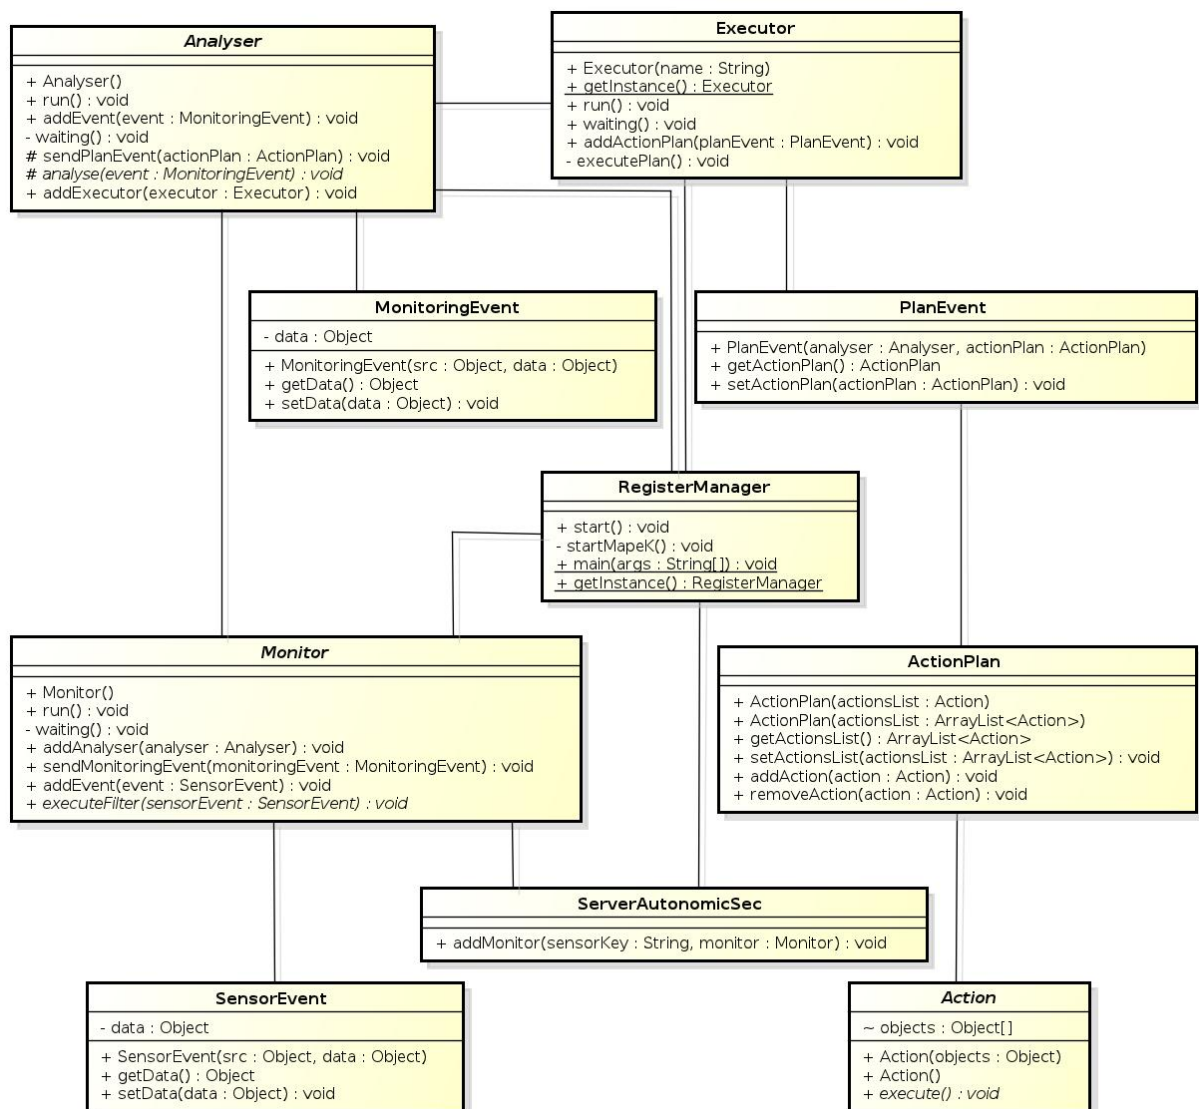 Analyser
+ Analyser()
+ run() : void
+ addEvent(event : MonitoringEvent) : void
- waiting() : void
# sendPlanEvent(actionPlan : ActionPlan) : void
# analyse(event : MonitoringEvent) : void
+ addExecutor(executor : Executor) : void
Executor
+ Executor(name : String)
+ getInstance() : Executor
+ run() : void
+ waiting() : void
+ addActionPlan(planEvent : PlanEvent) : void
- executePlan() : void
MonitoringEvent
- data : Object
+ MonitoringEvent(src : Object, data : Object)
+ getData() : Object
+ setData(data : Object) : void
PlanEvent
+ PlanEvent(analyser : Analyser, actionPlan : ActionPlan)
+ getActionPlan() : ActionPlan
+ setActionPlan(actionPlan : ActionPlan) : void
RegisterManager
+ start() : void
- startMapeK() : void
+ main(args : String[]) : void
+ getInstance() : RegisterManager
Monitor
+ Monitor()
+ run() : void
- waiting() : void
+ addAnalyser(analyser : Analyser) : void
+ sendMonitoringEvent(monitoringEvent : MonitoringEvent) : void
+ addEvent(event : SensorEvent) : void
+ executeFilter(sensorEvent : SensorEvent) : void
ActionPlan
+ ActionPlan(actionsList : Action)
+ ActionPlan(actionsList : ArrayList<Action>)
+ getActionsList() : ArrayList<Action>
+ setActionsList(actionsList : ArrayList<Action>) : void
+ addAction(action : Action) : void
+ removeAction(action : Action) : void
ServerAutonomicSec
+ addMonitor(sensorKey : String, monitor : Monitor) : void
SensorEvent
- data : Object
+ SensorEvent(src : Object, data : Object)
+ getData() : Object
+ setData(data : Object) : void
Action
~ objects : Object[]
+ Action(objects : Object)
+ Action()
+ execute() : void